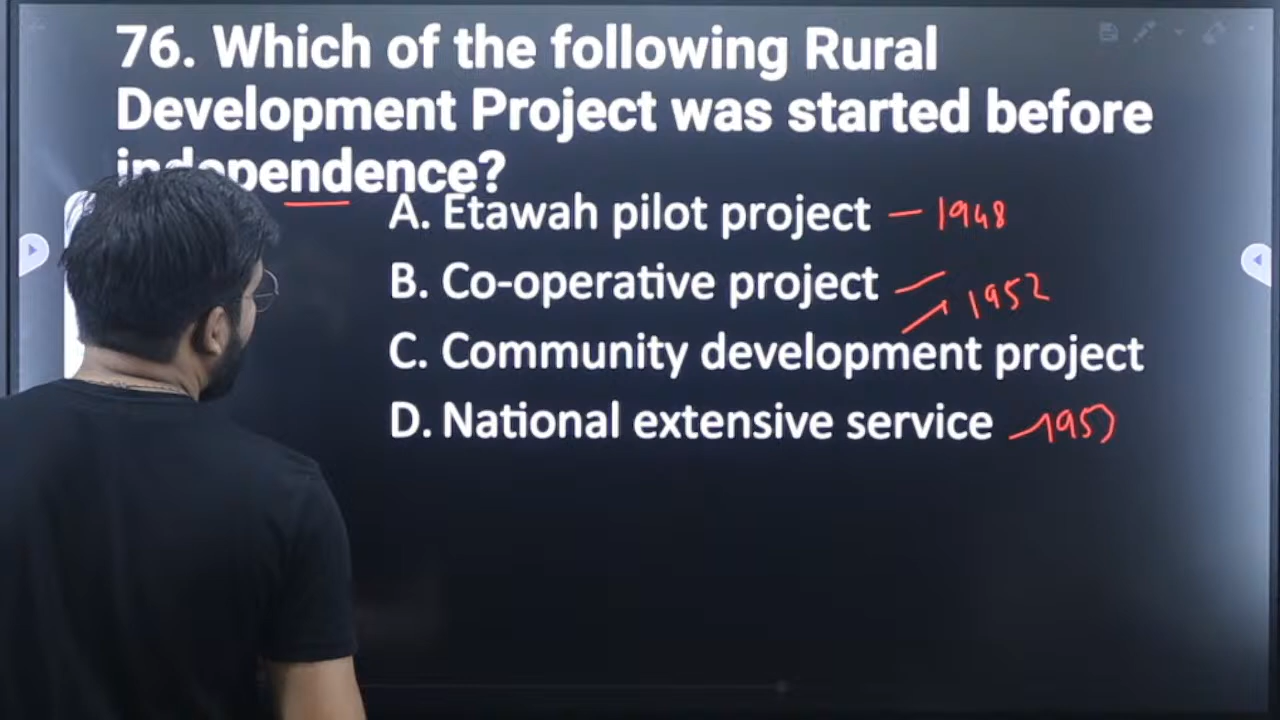 76. Which of the following Rural
Development Project was started before
independence?
A. Etawah pilot project – 1948
B. Co-operative project
1952
C. Community development project
D. National extensive service – 1953